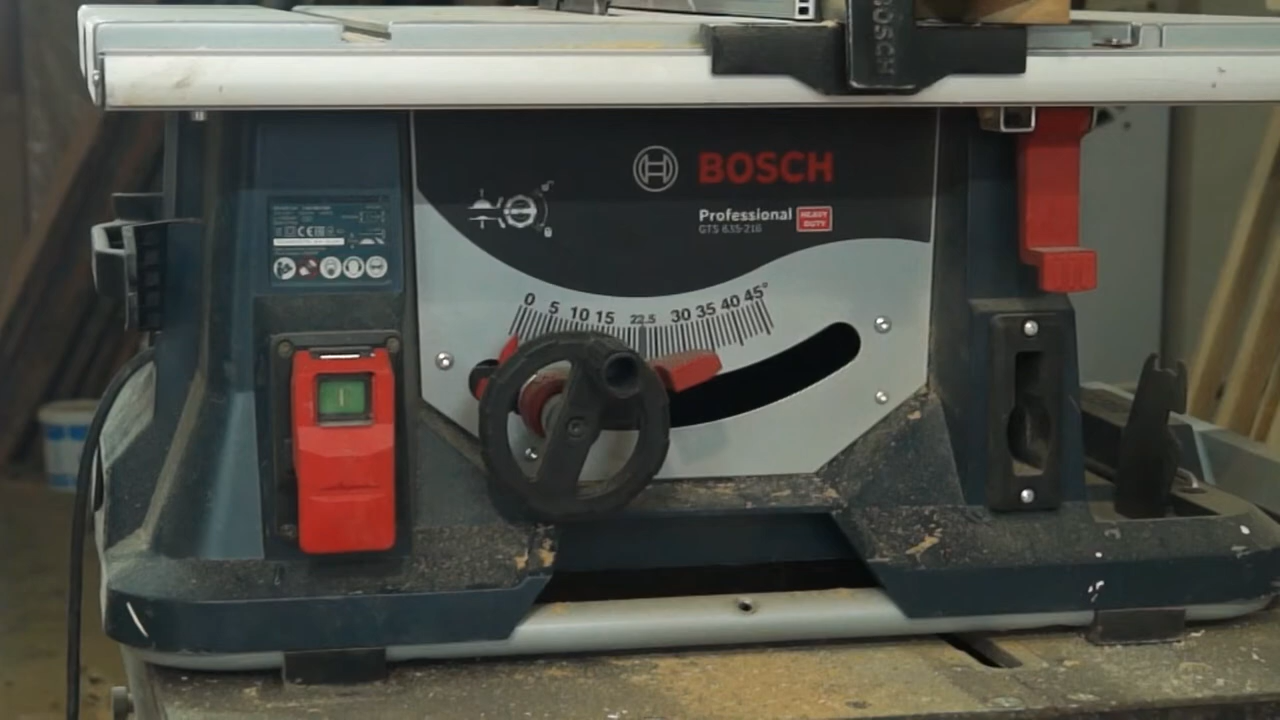 BOSCH
BOSCH
Professional HEAVY DUTY
GTS 635-216
0 5 10 15 22.5 30 35 40 45°
I